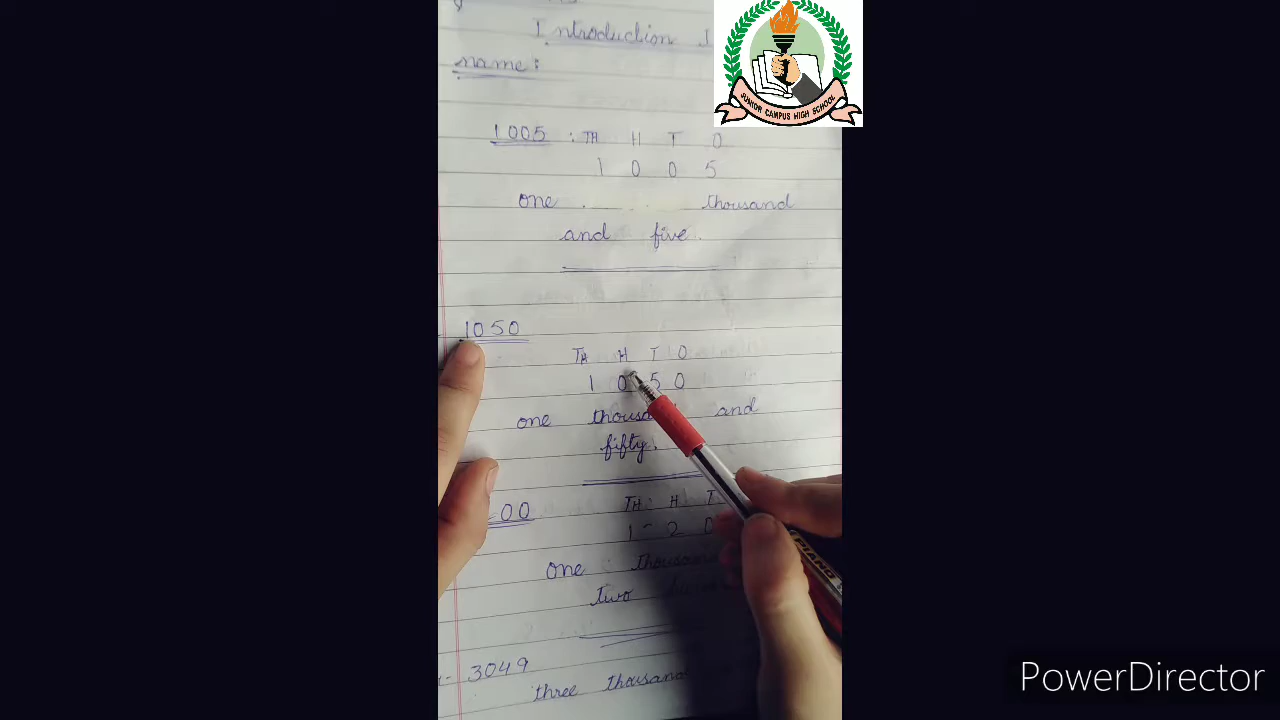 Introduction
name:
JUNIOR CAMPUS HIGH SCHOOL
1005 : TH H T O
1 0 0 5
one thousand
and five.
1050
TH H T O
1 0 5 0
one and
fifty.
00 TH H T
1 2 0
one
two
3049
three thousand
PowerDirector